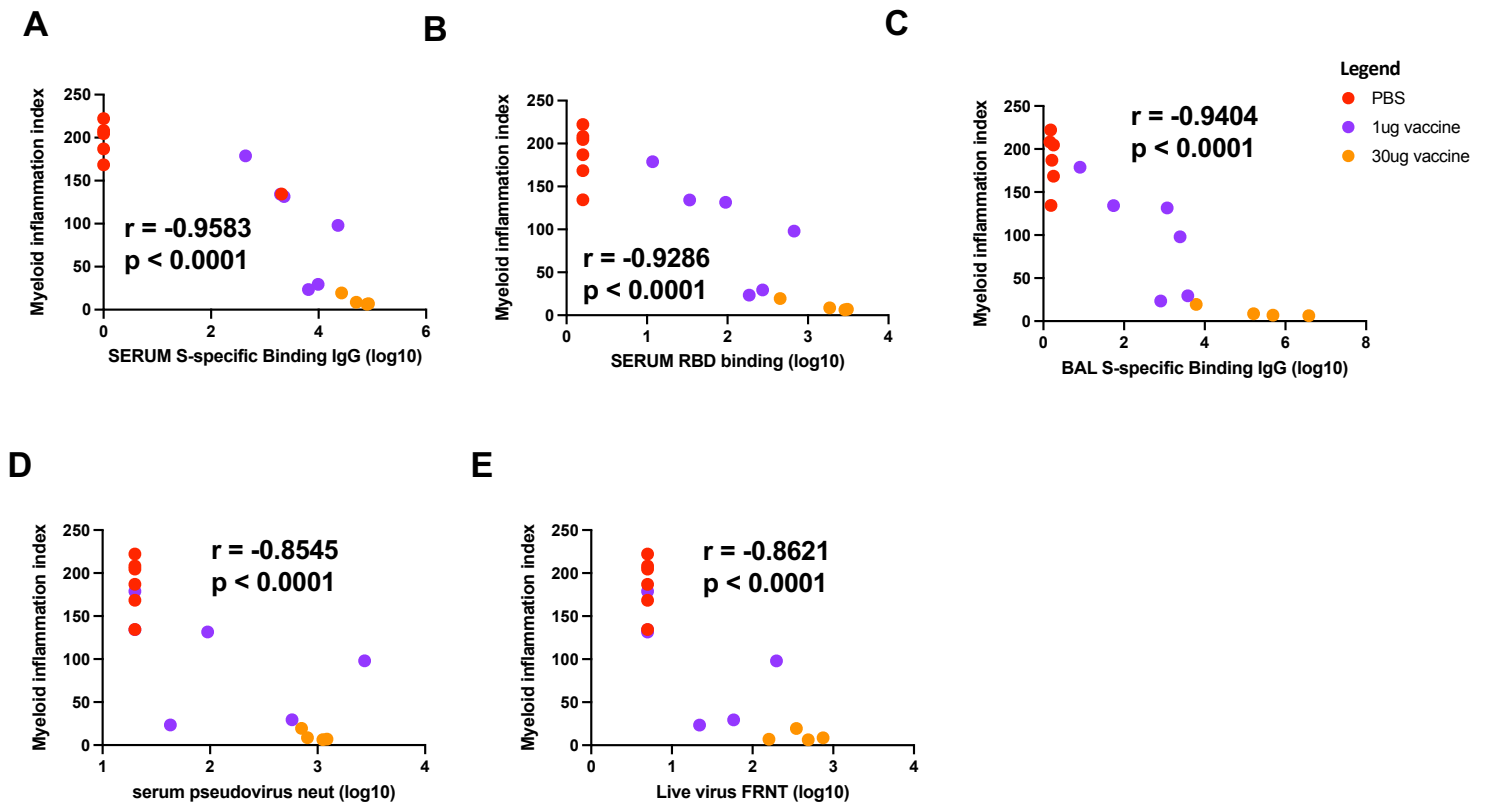 A
B
C
Legend
PBS
1ug vaccine
30ug vaccine
Myeloid inflammation index
250
200
150
100
50
0
r = -0.9583
p < 0.0001
0 2 4 6
SERUM S-specific Binding IgG (log10)
Myeloid inflammation index
250
200
150
100
50
0
r = -0.9286
p < 0.0001
0 1 2 3 4
SERUM RBD binding (log10)
Myeloid inflammation index
250
200
150
100
50
0
r = -0.9404
p < 0.0001
0 2 4 6 8
BAL S-specific Binding IgG (log10)
D
E
Myeloid inflammation index
250
200
150
100
50
0
r = -0.8545
p < 0.0001
1 2 3 4
serum pseudovirus neut (log10)
Myeloid inflammation index
250
200
150
100
50
0
r = -0.8621
p < 0.0001
0 1 2 3 4
Live virus FRNT (log10)